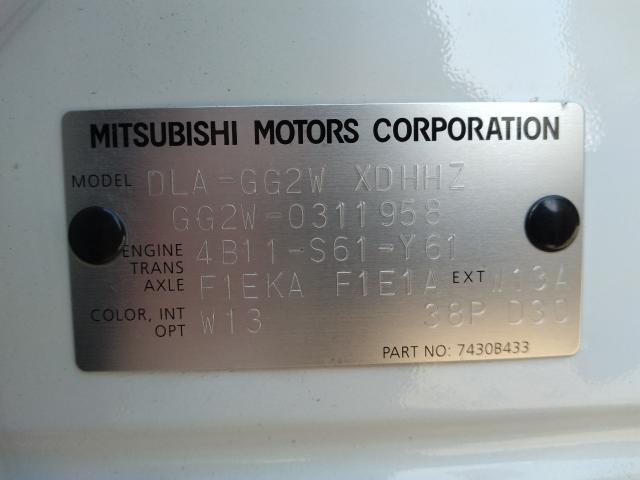 MITSUBISHI MOTORS CORPORATION
MODEL DLA-GG2W XDHHZ
GG2W-0311958
ENGINE 4B11-S61-Y61
TRANS
AXLE F1EKA F1E1A EXT W13A
COLOR, INT
OPT W13 38P D3C
PART NO: 7430B433